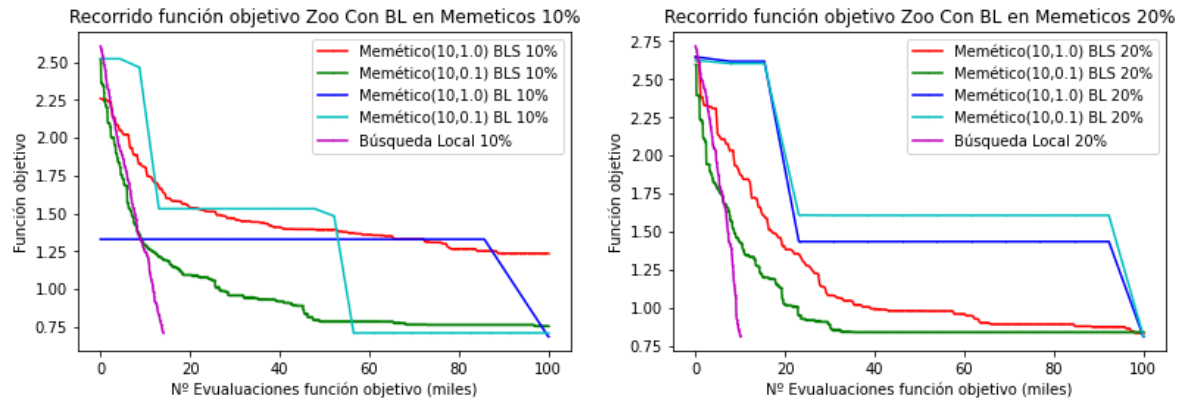 Recorrido función objetivo Zoo Con BL en Memeticos 10%
Función objetivo
2.50
2.25
2.00
1.75
1.50
1.25
1.00
0.75
Memético(10,1.0) BLS 10%
Memético(10,0.1) BLS 10%
Memético(10,1.0) BL 10%
Memético(10,0.1) BL 10%
Búsqueda Local 10%
0 20 40 60 80 100
Nº Evualuaciones función objetivo (miles)
Recorrido función objetivo Zoo Con BL en Memeticos 20%
Función objetivo
2.75
2.50
2.25
2.00
1.75
1.50
1.25
1.00
0.75
Memético(10,1.0) BLS 20%
Memético(10,0.1) BLS 20%
Memético(10,1.0) BL 20%
Memético(10,0.1) BL 20%
Búsqueda Local 20%
0 20 40 60 80 100
Nº Evualuaciones función objetivo (miles)